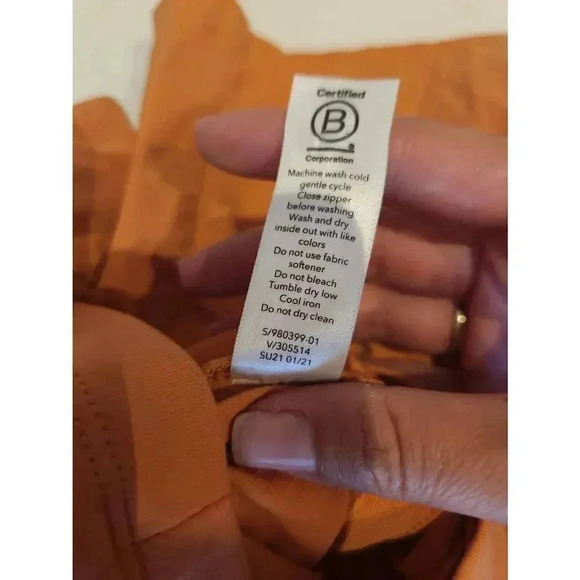 Certified
B
Corporation
Machine wash cold
gentle cycle
Close zipper
before washing
Wash and dry
inside out with like
colors
Do not use fabric
softener
Do not bleach
Tumble dry low
Cool iron
Do not dry clean
S/980399-01
V/305514
SU21 01/21